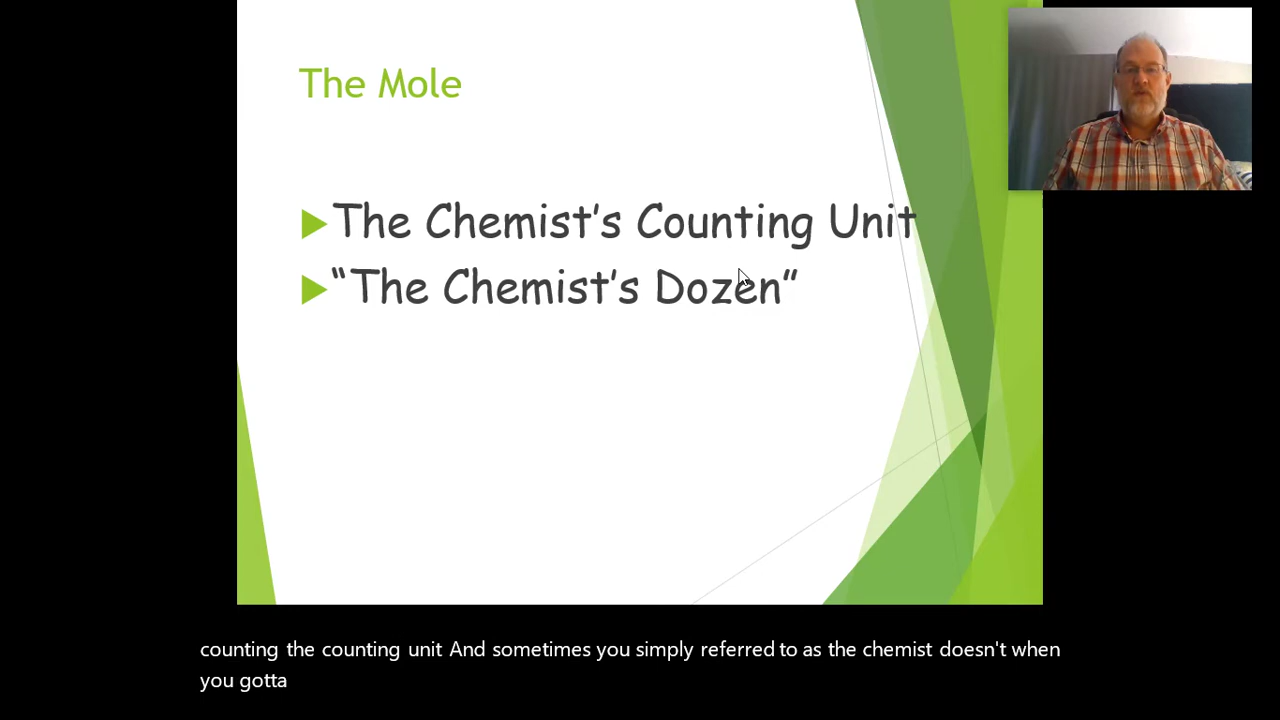 The Mole
The Chemist's Counting Unit
“The Chemist's Dozen”
counting the counting unit And sometimes you simply referred to as the chemist doesn't when
you gotta